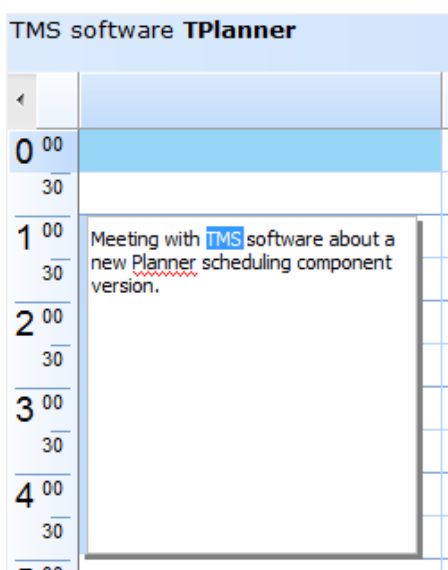 TMS software TPlanner
0 00
30
1 00
30
2 00
30
3 00
30
4 00
30
00
Meeting with TMS software about a
new Planner scheduling component
version.